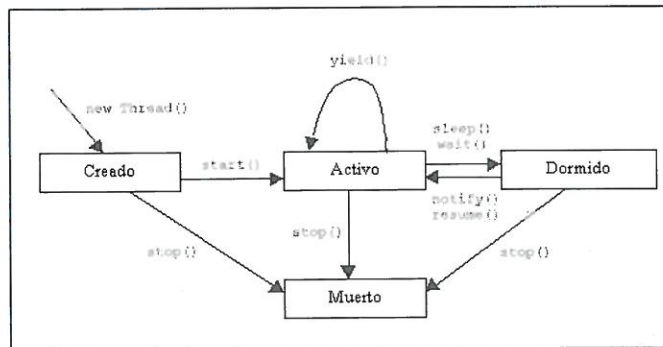 yield()
new Thread()
sleep()
wait()
Creado
start()
Activo
Dormido
notify()
resume()
stop()
stop()
stop()
Muerto